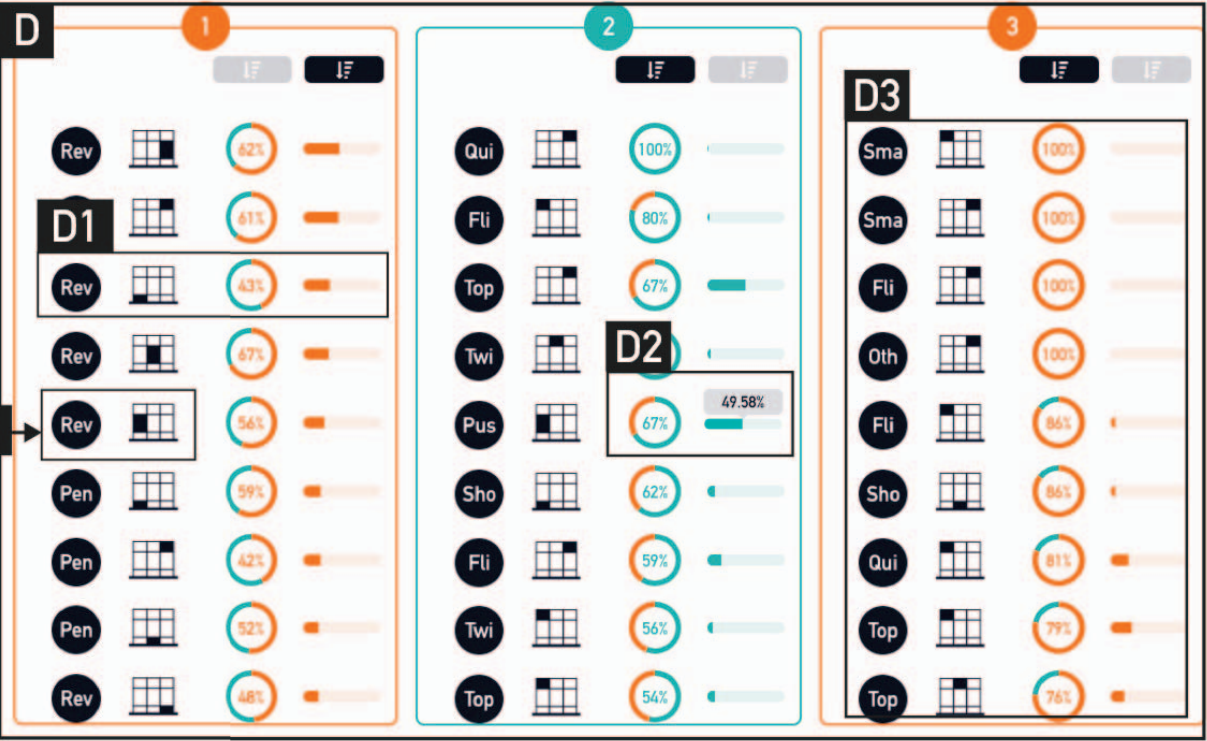 D
1
2
3
D3
Rev 62%
Qui 100%
Sma 100%
61%
Fli 80%
Sma 100%
D1
Rev 43%
Top 67%
Fli 100%
Rev 67%
Twi
D2
Oth 100%
Rev 56%
Pus 67% 49.58%
Fli 86%
Pen 59%
Sho 62%
Sho 86%
Pen 42%
Fli 59%
Qui 81%
Pen 52%
Twi 56%
Top 79%
Rev 48%
Top 54%
Top 76%